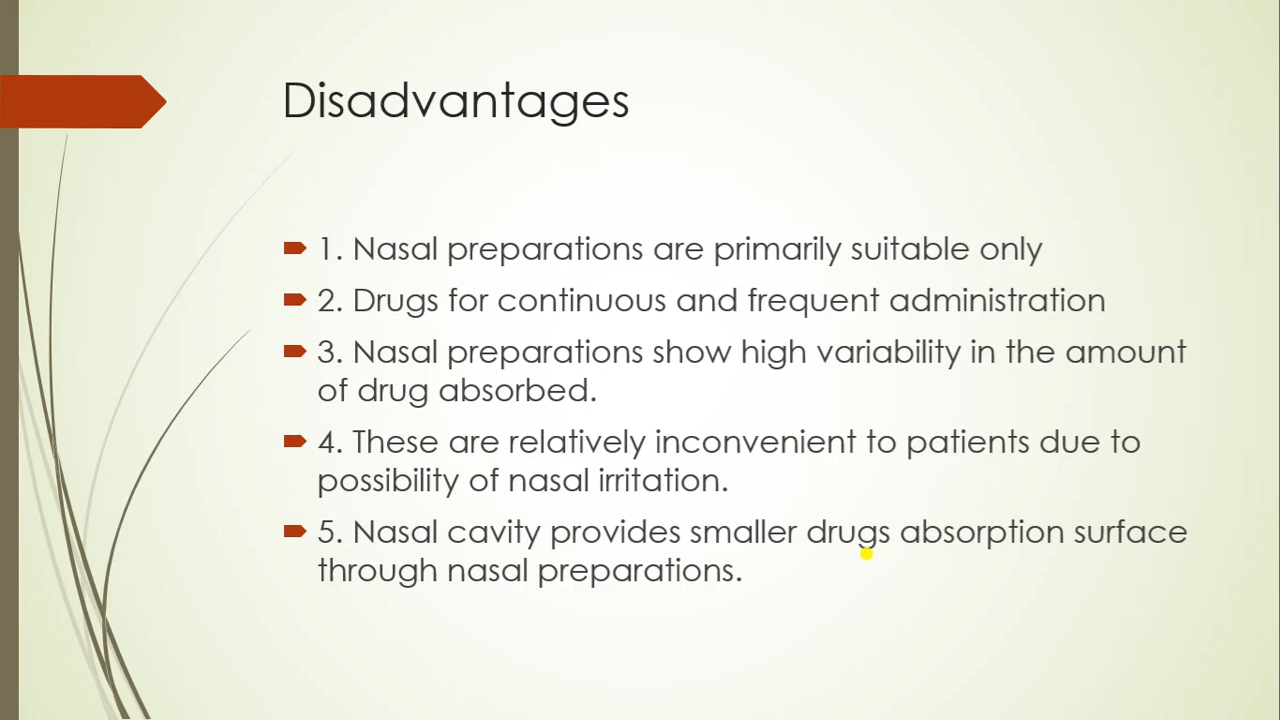 Disadvantages
1. Nasal preparations are primarily suitable only
2. Drugs for continuous and frequent administration
3. Nasal preparations show high variability in the amount
of drug absorbed.
4. These are relatively inconvenient to patients due to
possibility of nasal irritation.
5. Nasal cavity provides smaller drugs absorption surface
through nasal preparations.